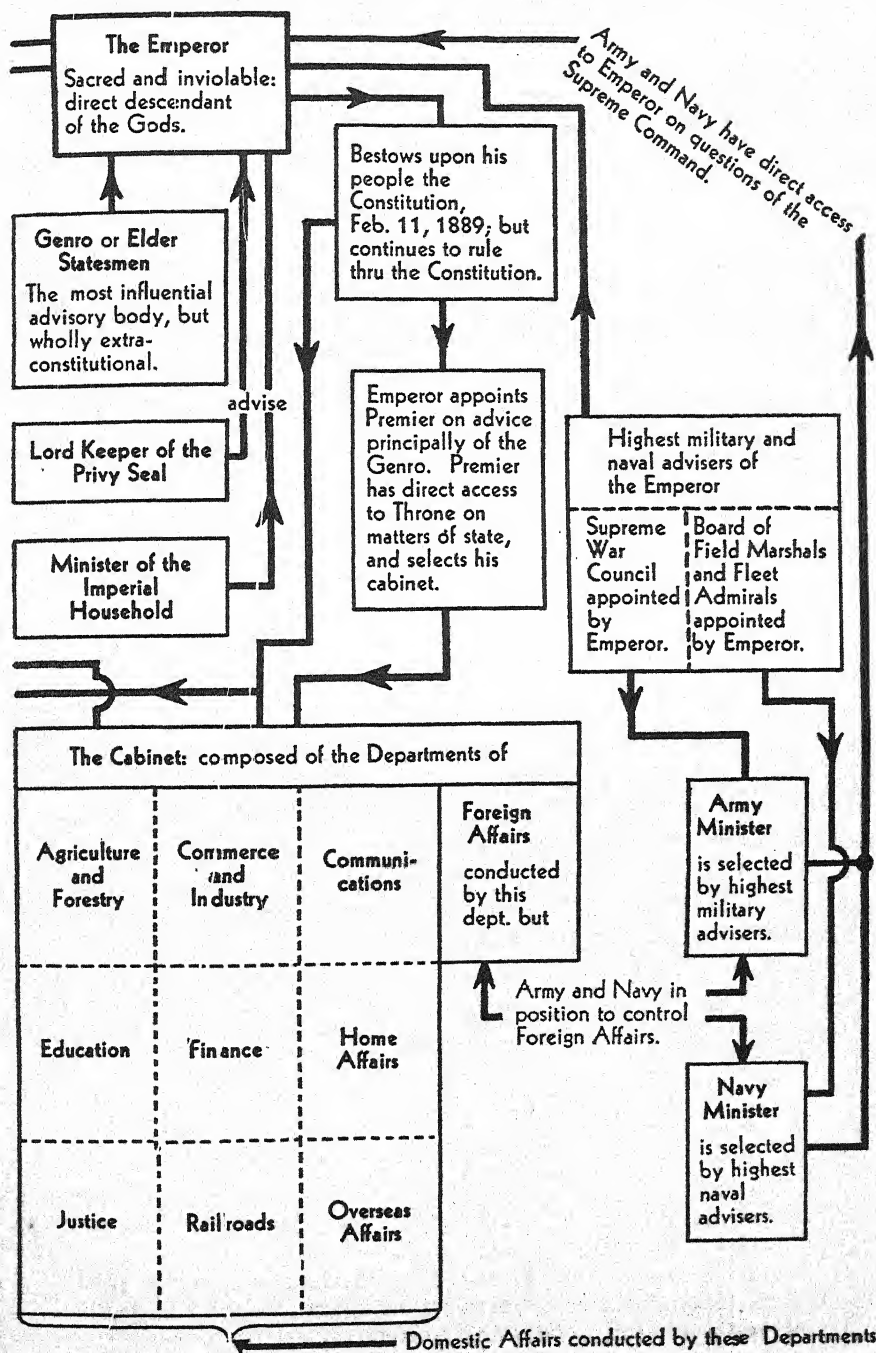 The Emperor
Sacred and inviolable:
direct descendant
of the Gods.
Army and Navy have direct access
to Emperor on questions of the
Supreme Command.
Bestows upon his
people the
Constitution,
Feb. 11, 1889; but
continues to rule
thru the Constitution.
Genro or Elder
Statesmen
The most influential
advisory body, but
wholly extra-
constitutional.
advise
Lord Keeper of the
Privy Seal
Minister of the
Imperial
Household
Emperor appoints
Premier on advice
principally of the
Genro. Premier
has direct access
to Throne on
matters of state,
and selects his
cabinet.
Highest military and
naval advisers of
the Emperor
Supreme
War
Council
appointed
by
Emperor.
Board of
Field Marshals
and Fleet
Admirals
appointed
by Emperor.
The Cabinet: composed of the Departments of
Agriculture
and
Forestry
Commerce
and
Industry
Communi-
cations
Foreign
Affairs
conducted
by this
dept. but
Education
Finance
Home
Affairs
Justice
Railroads
Overseas
Affairs
Army and Navy in
position to control
Foreign Affairs.
Army
Minister
is selected
by highest
military
advisers.
Navy
Minister
is selected
by highest
naval
advisers.
Domestic Affairs conducted by these Departments